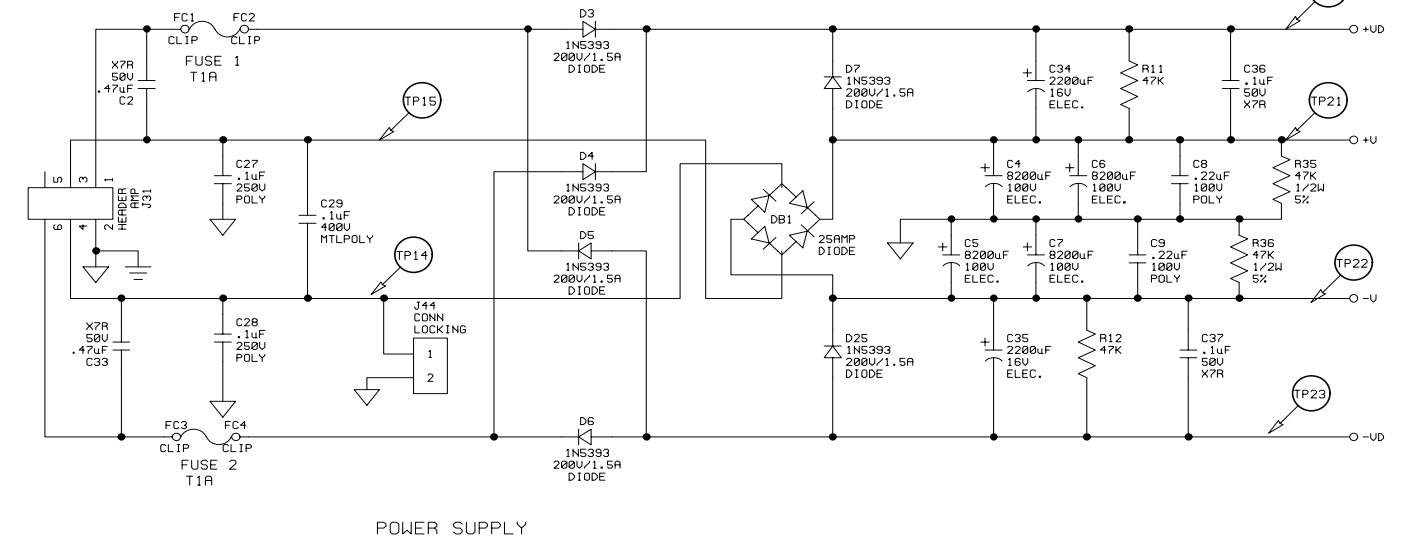 FC1
FC2
CLIP
CLIP
FUSE 1
T1A
D3
1N5393
200V/1.5A
DIODE
+VD
X7R
50V
.47uF
C2
TP15
D7
1N5393
200V/1.5A
DIODE
+
C34
2200uF
16V
ELEC.
R11
47K
C36
.1uF
50V
X7R
TP21
+V
5
3
1
6
4
2
HEADER
AMP
J31
C27
.1uF
250V
POLY
C29
.1uF
400V
MTLPOLY
D4
1N5393
200V/1.5A
DIODE
DB1
25AMP
DIODE
+
C4
8200uF
100V
ELEC.
+
C6
8200uF
100V
ELEC.
C8
.22uF
100V
POLY
R35
47K
1/2W
5%
D5
1N5393
200V/1.5A
DIODE
+
C5
8200uF
100V
ELEC.
+
C7
8200uF
100V
ELEC.
C9
.22uF
100V
POLY
R36
47K
1/2W
5%
TP14
TP22
-V
X7R
50V
.47uF
C33
C28
.1uF
250V
POLY
J44
CONN
LOCKING
1
2
D25
1N5393
200V/1.5A
DIODE
+
C35
2200uF
16V
ELEC.
R12
47K
C37
.1uF
50V
X7R
TP23
FC3
FC4
CLIP
CLIP
FUSE 2
T1A
D6
1N5393
200V/1.5A
DIODE
-VD
POWER SUPPLY